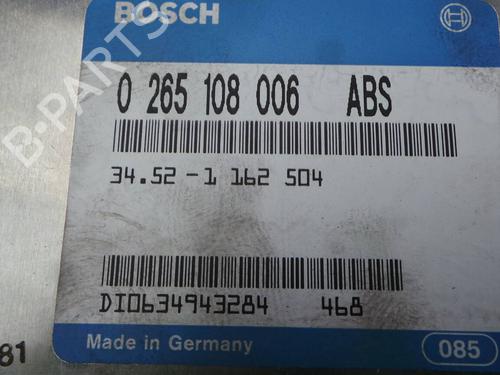 BOSCH
0 265 108 006 ABS
34.52-1 162 504
DI0634943284 468
81
Made in Germany 085
B-PARTS